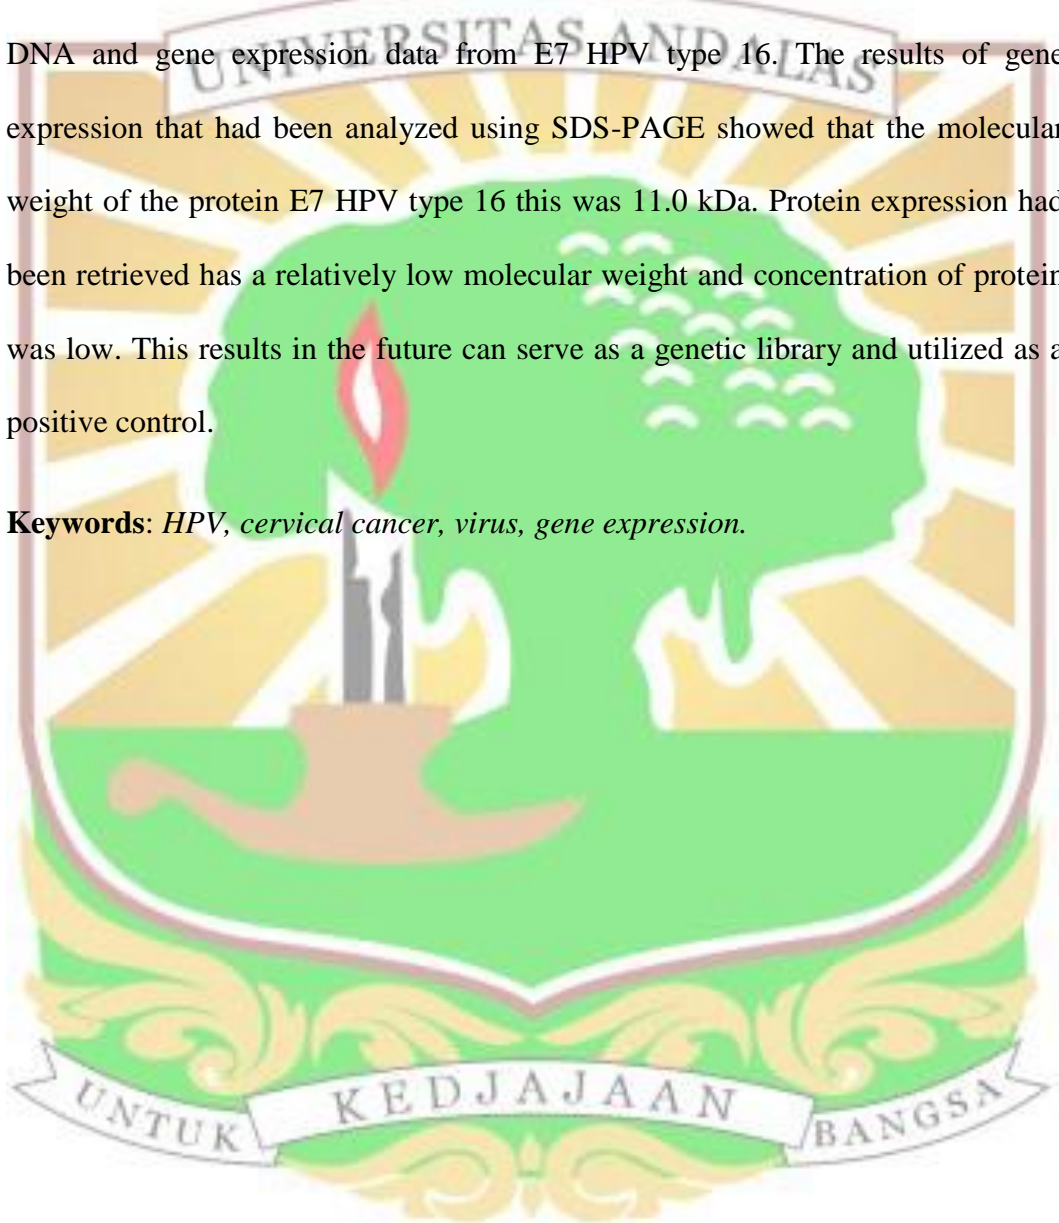 UNIVERSITAS ANDALAS
DNA and gene expression data from E7 HPV type 16. The results of gene
expression that had been analyzed using SDS-PAGE showed that the molecular
weight of the protein E7 HPV type 16 this was 11.0 kDa. Protein expression had
been retrieved has a relatively low molecular weight and concentration of protein
was low. This results in the future can serve as a genetic library and utilized as a
positive control.
Keywords: HPV, cervical cancer, virus, gene expression.
UNTUK KEDJAJAAN BANGSA